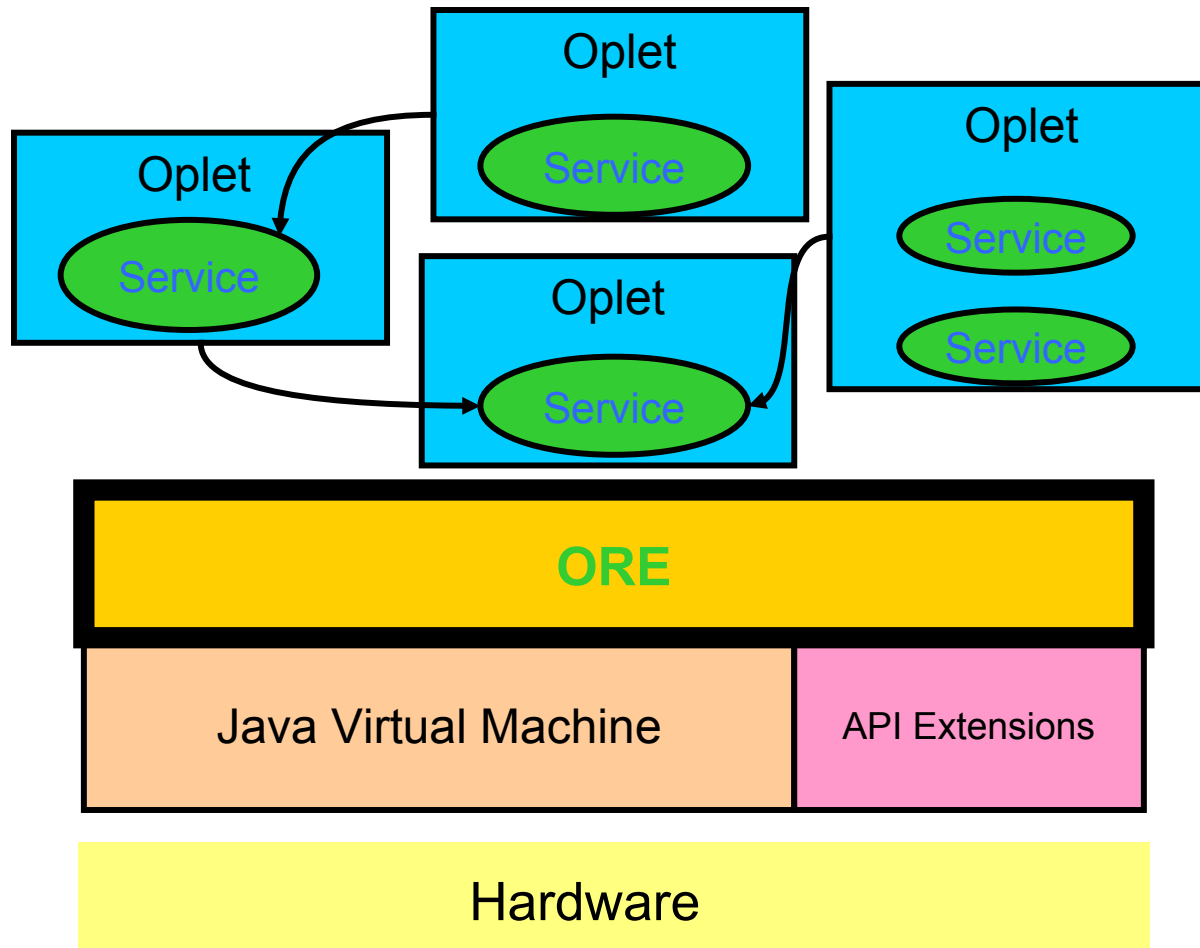 Oplet
Service
Oplet
Service
Service
Oplet
Service
Oplet
Service
ORE
Java Virtual Machine
API Extensions
Hardware